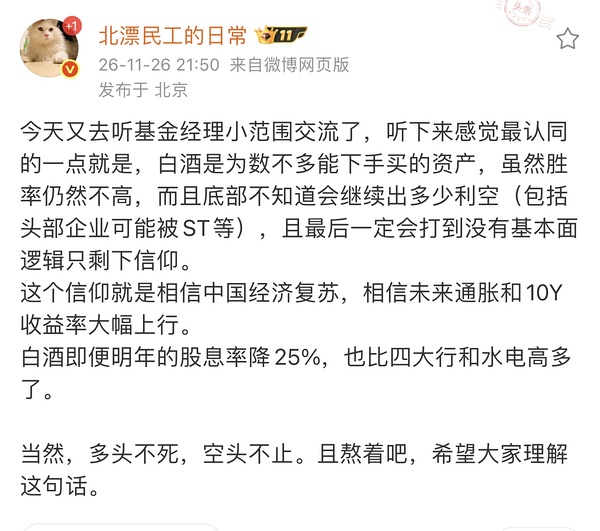 头条
+1
北漂民工的日常
11
V
26-11-26 21:50 来自微博网页版
发布于 北京
今天又去听基金经理小范围交流了，听下来感觉最认同
的一点就是，白酒是为数不多能下手买的资产，虽然胜
率仍然不高，而且底部不知道会继续出多少利空（包括
头部企业可能被ST等），且最后一定会打到没有基本面
逻辑只剩下信仰。
这个信仰就是相信中国经济复苏，相信未来通胀和10Y
收益率大幅上行。
白酒即便明年的股息率降25%，也比四大行和水电高多
了。
当然，多头不死，空头不止。且熬着吧，希望大家理解
这句话。